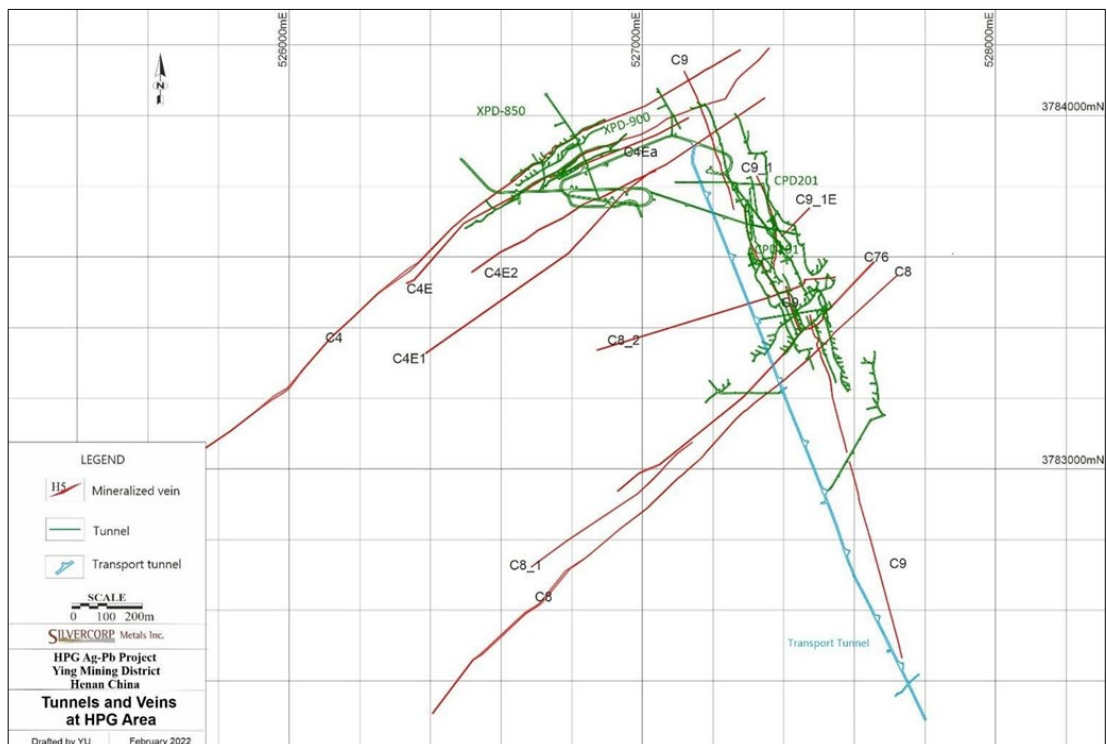 526000mE
527000mE
528000mE
N
C9
3784000mN
XPD-850
XPD-900
C4Ea
C9_1
CPD201
C9_1E
C4E2
C76
C8
C4E
C9
C4
C4E1
C8_2
3783000mN
C8_1
C8
C9
Transport Tunnel
LEGEND
H5 Mineralized vein
Tunnel
Transport tunnel
SCALE
0 100 200m
SILVERCORP Metals Inc.
HPG Ag-Pb Project
Ying Mining District
Henan China
Tunnels and Veins
at HPG Area
Drafted by YU February 2022